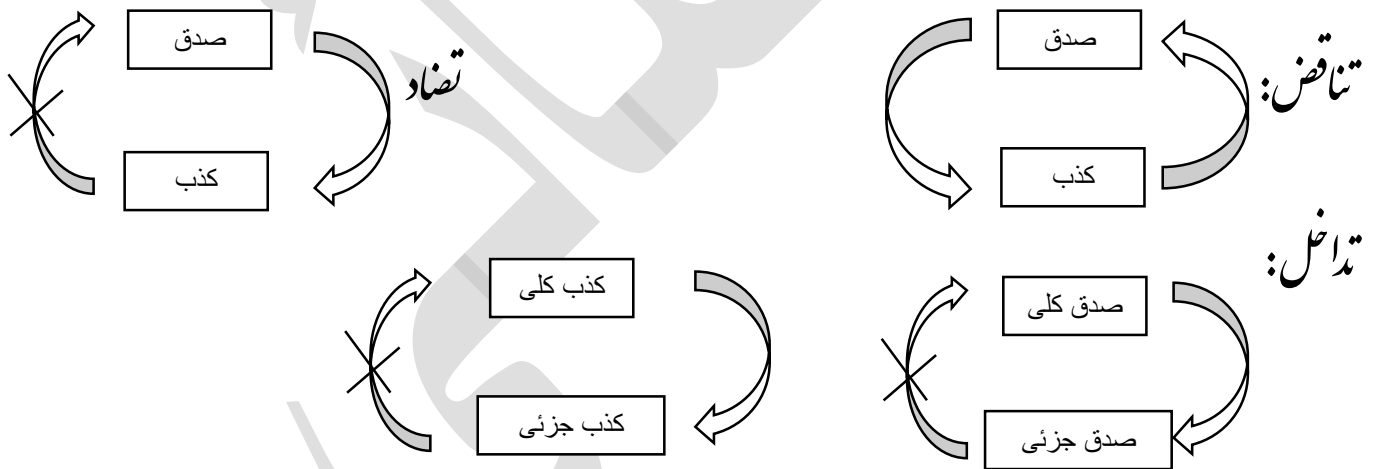 تناقض:
صدق
کذب
تضاد
صدق
کذب
تداخل:
صدق کلی
صدق جزئی
کذب کلی
کذب جزئی